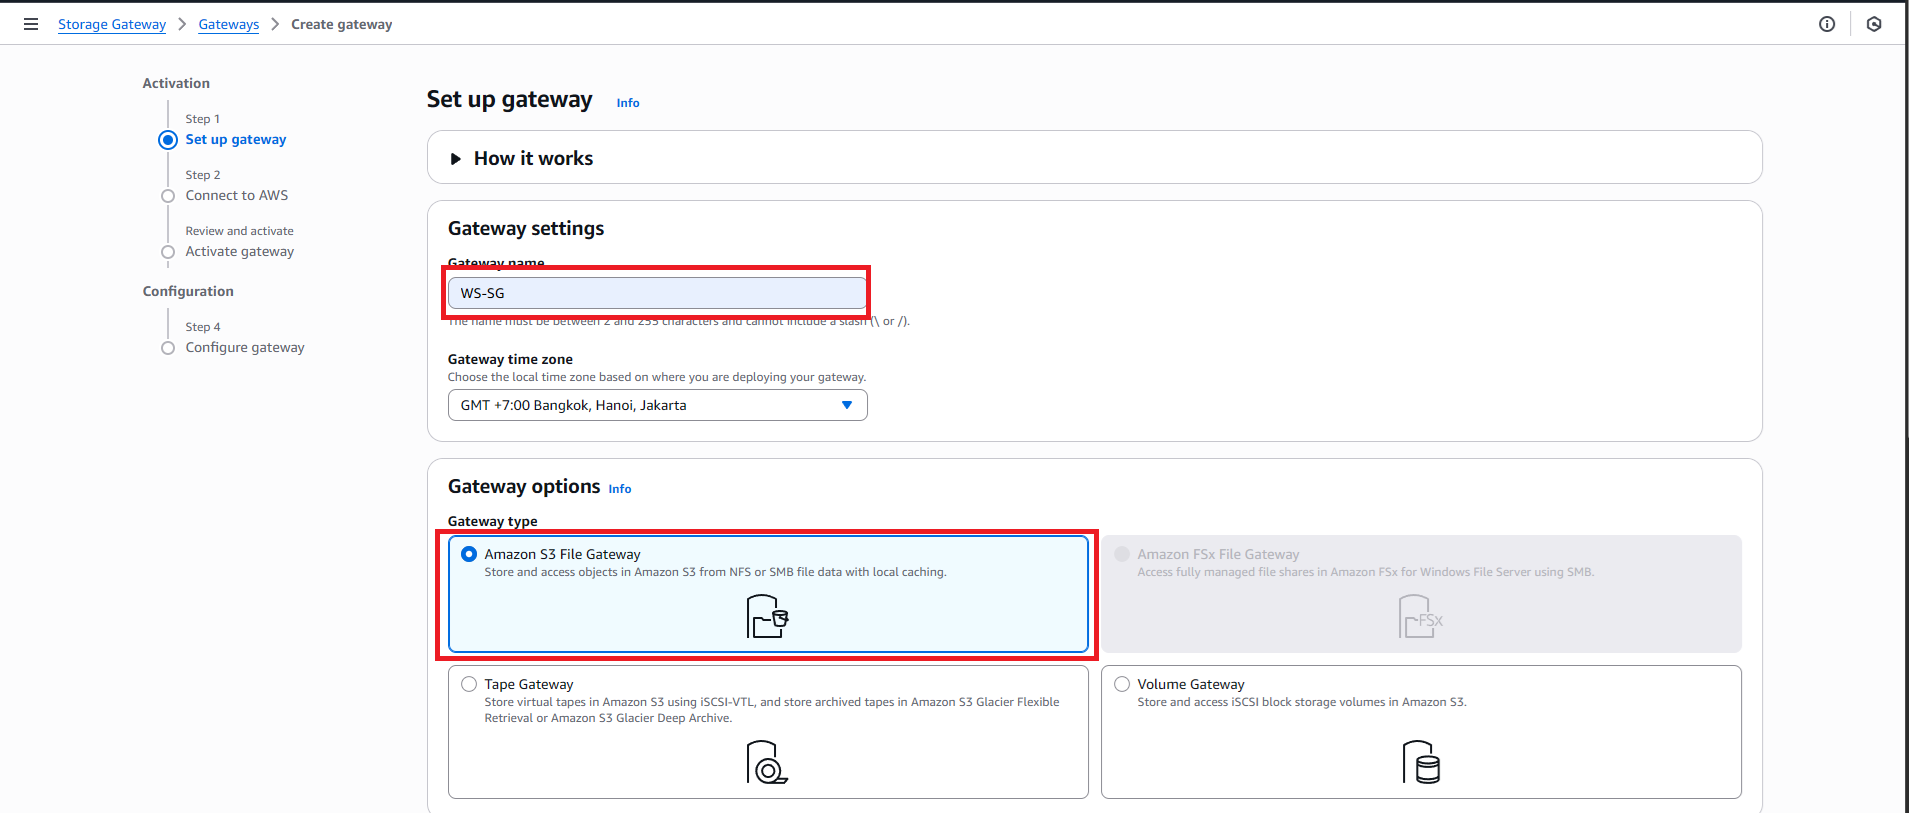 Storage Gateway > Gateways > Create gateway
Activation
Step 1
Set up gateway
Step 2
Connect to AWS
Review and activate
Activate gateway
Configuration
Step 4
Configure gateway
Set up gateway Info
How it works
Gateway settings
Gateway name
WS-SG
The name must be between 2 and 255 characters and cannot include a slash (\ or /).
Gateway time zone
Choose the local time zone based on where you are deploying your gateway.
GMT +7:00 Bangkok, Hanoi, Jakarta
Gateway options Info
Gateway type
Amazon S3 File Gateway
Store and access objects in Amazon S3 from NFS or SMB file data with local caching.
Amazon FSx File Gateway
Access fully managed file shares in Amazon FSx for Windows File Server using SMB.
FSx
Tape Gateway
Store virtual tapes in Amazon S3 using iSCSI-VTL, and store archived tapes in Amazon S3 Glacier Flexible
Retrieval or Amazon S3 Glacier Deep Archive.
Volume Gateway
Store and access iSCSI block storage volumes in Amazon S3.